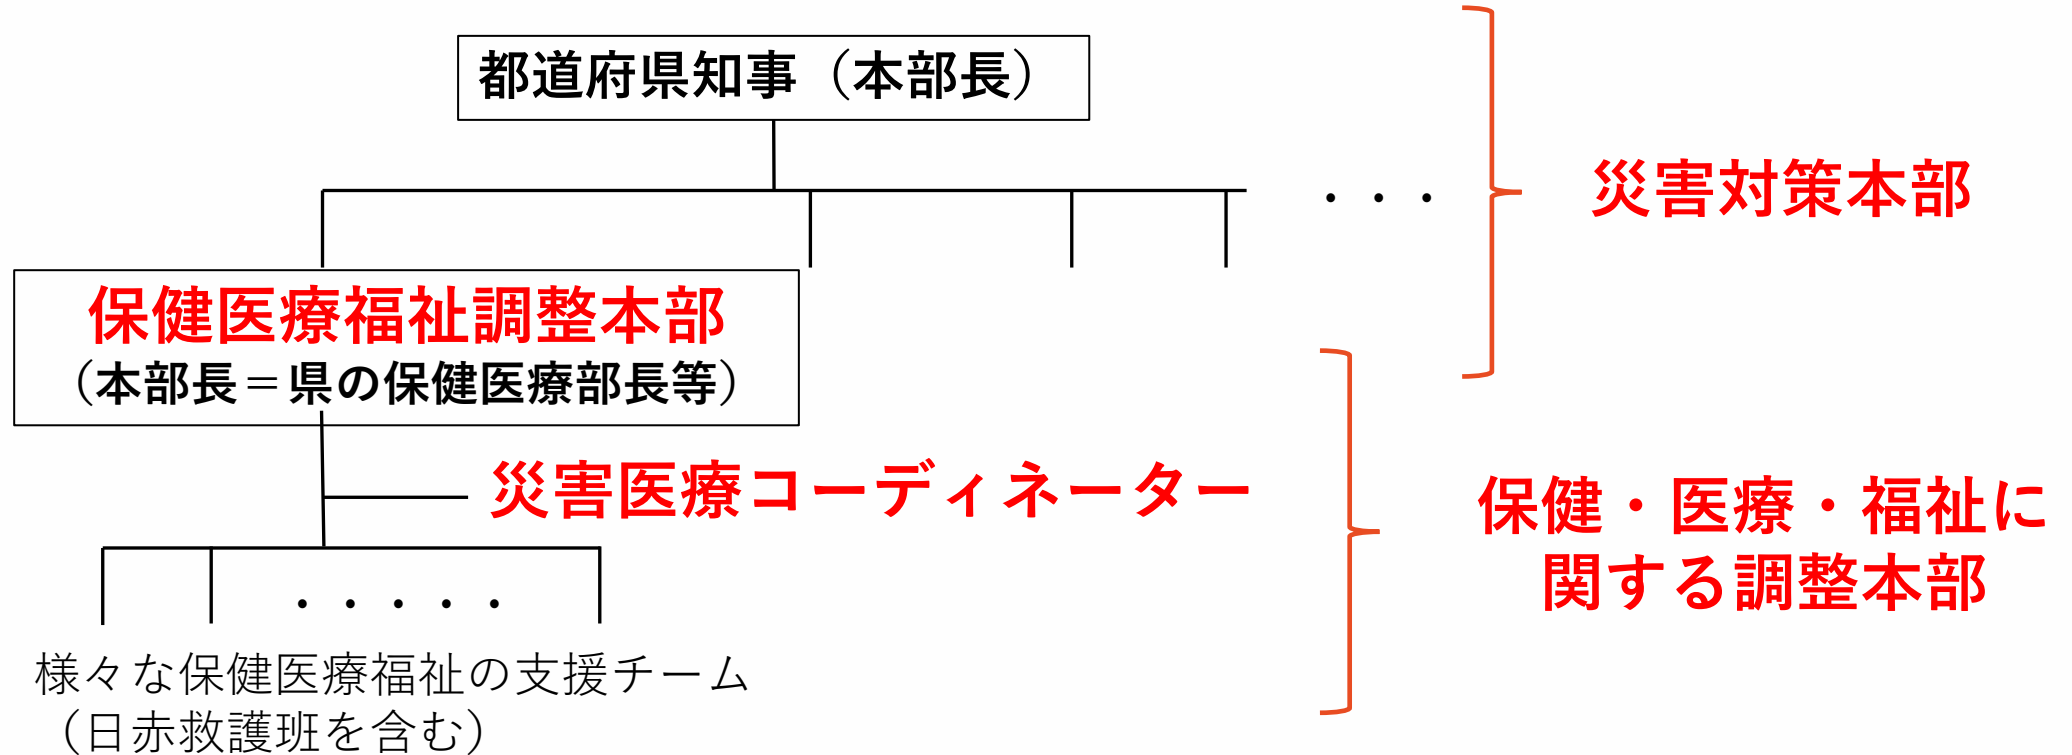 都道府県知事（本部長）
・・・
災害対策本部
保健医療福祉調整本部
（本部長＝県の保健医療部長等）
災害医療コーディネーター
保健・医療・福祉に
関する調整本部
・・・・・
様々な保健医療福祉の支援チーム
（日赤救護班を含む）